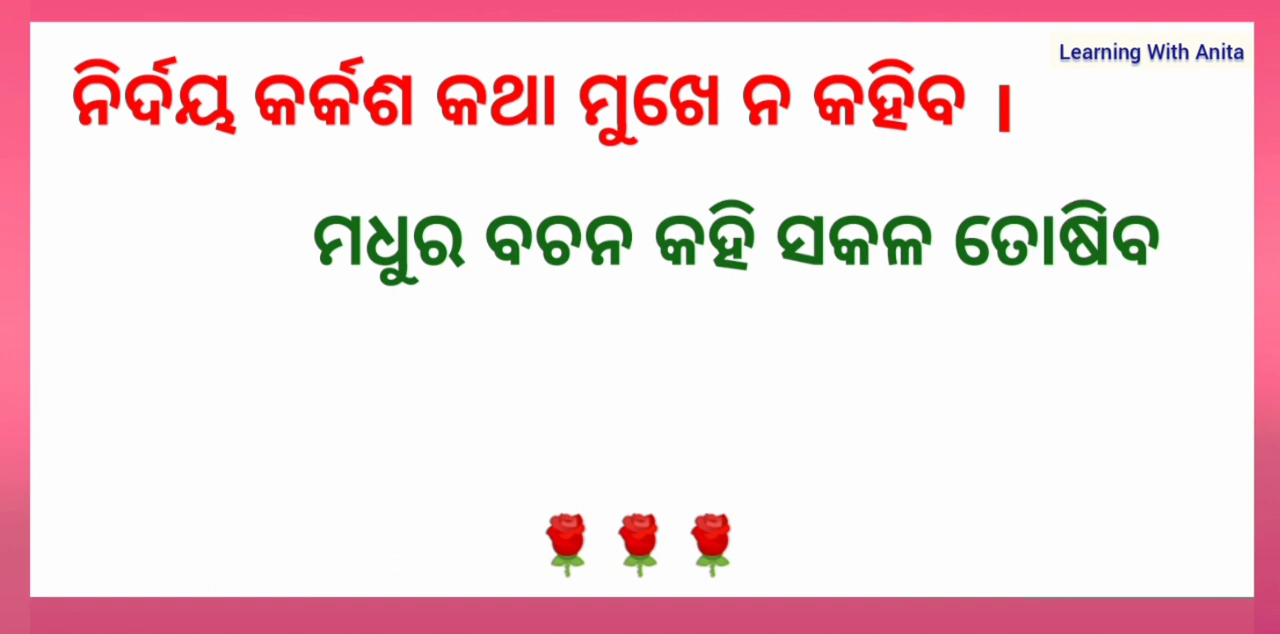 Learning With Anita
ନିର୍ଦୟ କର୍କଶ କଥା ମୁଖେ ନ କହିବ ।
ମଧୁର ବଚନ କହି ସକଳ ତୋଷିବ